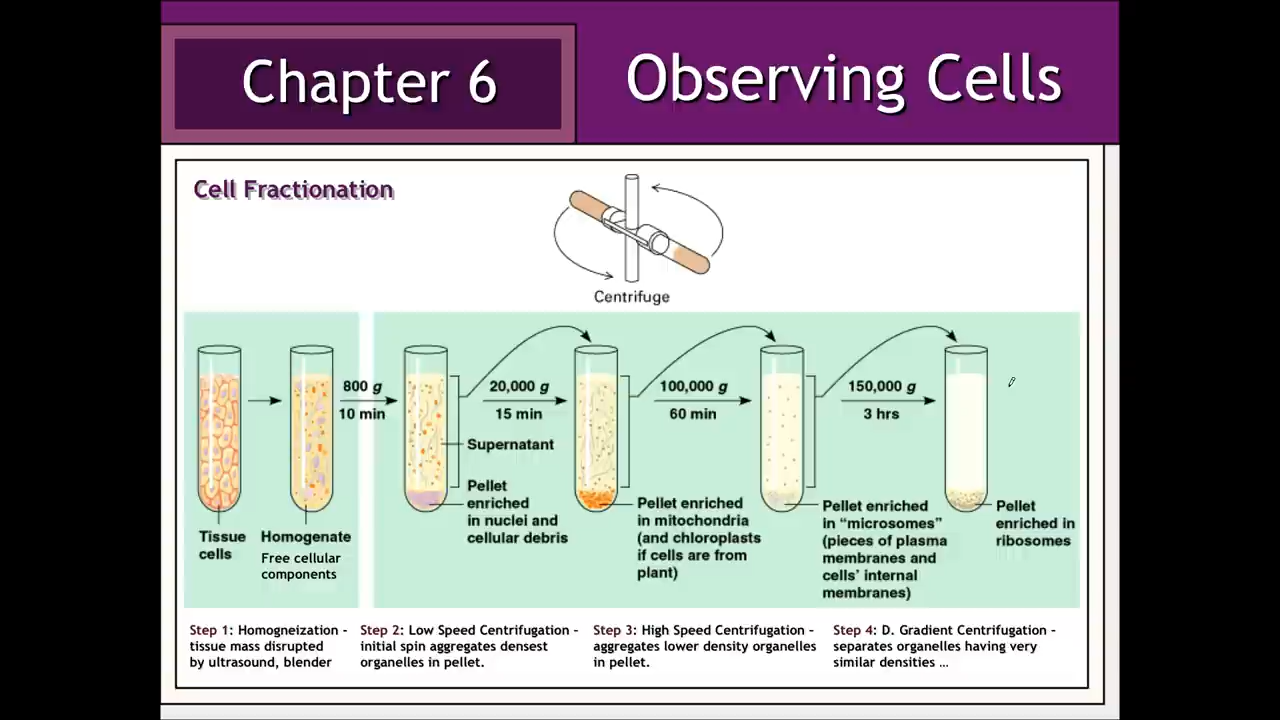 Chapter 6
Observing Cells
Cell Fractionation
Centrifuge
800 g
10 min
20,000 g
15 min
100,000 g
60 min
150,000 g
3 hrs
Supernatant
Pellet
enriched
in nuclei and
cellular debris
Pellet enriched
in mitochondria
(and chloroplasts
if cells are from
plant)
Pellet enriched
in “microsomes”
(pieces of plasma
membranes and
cells’ internal
membranes)
Pellet
enriched in
ribosomes
Tissue
cells
Homogenate
Free cellular
components
Step 1: Homogneization -
tissue mass disrupted
by ultrasound, blender
Step 2: Low Speed Centrifugation -
initial spin aggregates densest
organelles in pellet.
Step 3: High Speed Centrifugation -
aggregates lower density organelles
in pellet.
Step 4: D. Gradient Centrifugation -
separates organelles having very
similar densities …